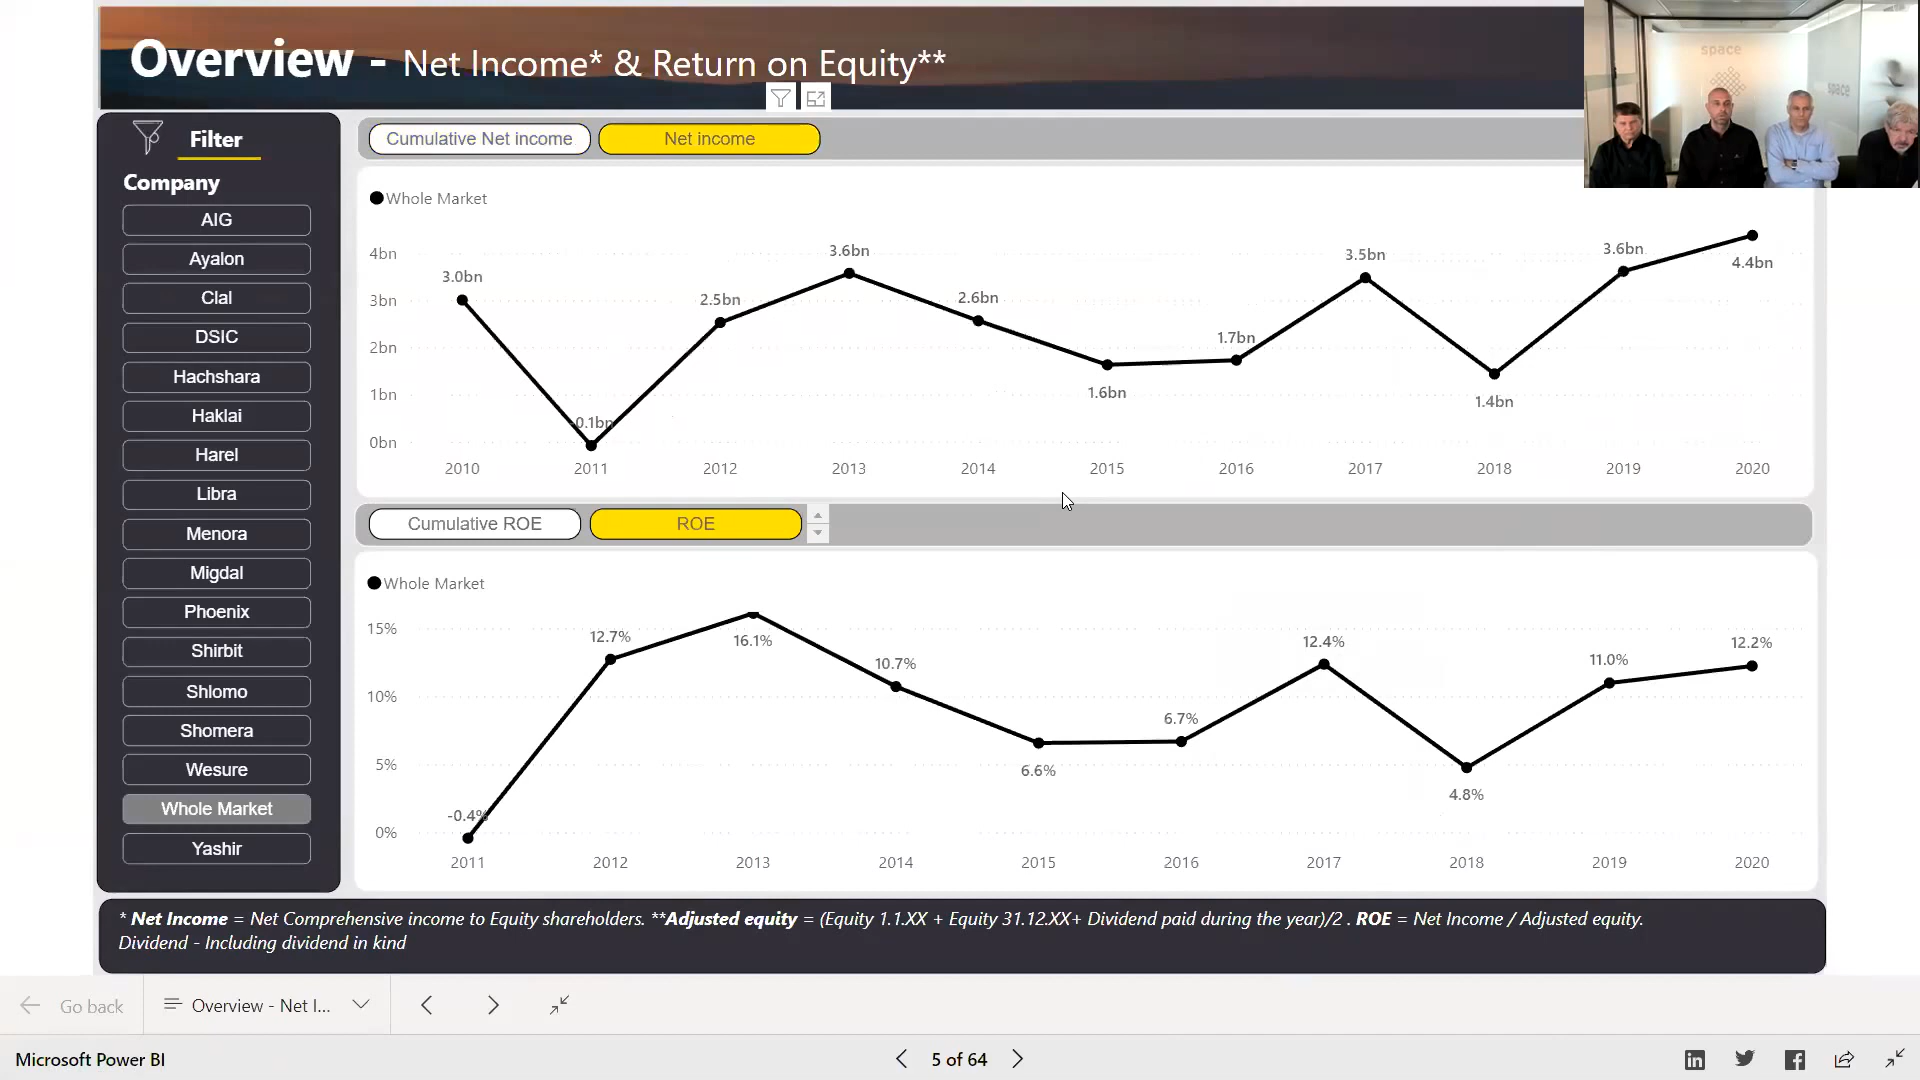 Overview - Net Income* & Return on Equity**
space
space
Filter
Company
AIG
Ayalon
Clal
DSIC
Hachshara
Haklai
Harel
Libra
Menora
Migdal
Phoenix
Shirbit
Shlomo
Shomera
Wesure
Whole Market
Yashir
Cumulative Net income
Net income
Whole Market
4bn
3bn
2bn
1bn
0bn
3.0bn
-0.1bn
2.5bn
3.6bn
2.6bn
1.6bn
1.7bn
3.5bn
1.4bn
3.6bn
4.4bn
2010 2011 2012 2013 2014 2015 2016 2017 2018 2019 2020
Cumulative ROE
ROE
Whole Market
15%
10%
5%
0%
-0.4%
12.7%
16.1%
10.7%
6.6%
6.7%
12.4%
4.8%
11.0%
12.2%
2011 2012 2013 2014 2015 2016 2017 2018 2019 2020
* Net Income = Net Comprehensive income to Equity shareholders. **Adjusted equity = (Equity 1.1.XX + Equity 31.12.XX+ Dividend paid during the year)/2 . ROE = Net Income / Adjusted equity.
Dividend - Including dividend in kind
Go back
Overview - Net I...
Microsoft Power BI
5 of 64